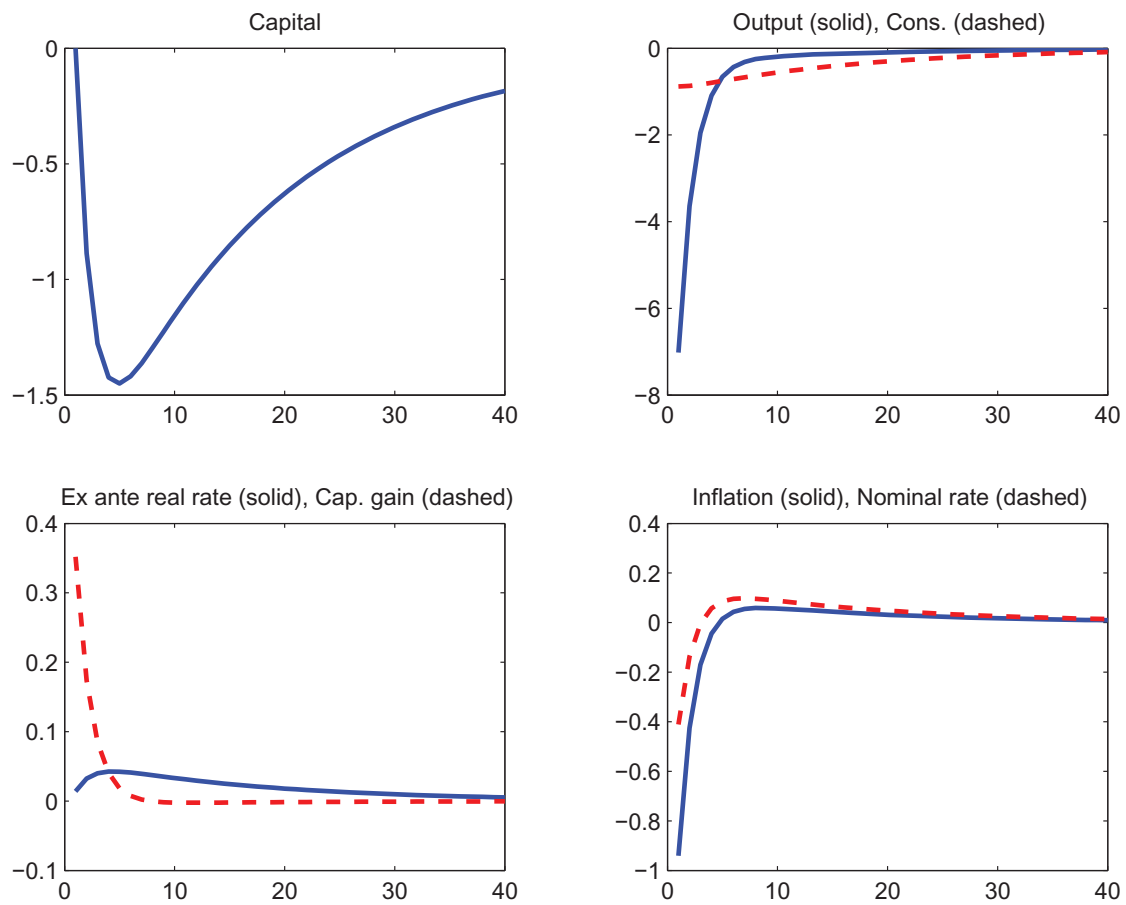 Capital
0
−0.5
−1
−1.5
0 10 20 30 40
Output (solid), Cons. (dashed)
0
−2
−4
−6
−8
0 10 20 30 40
Ex ante real rate (solid), Cap. gain (dashed)
0.4
0.3
0.2
0.1
0
−0.1
0 10 20 30 40
Inflation (solid), Nominal rate (dashed)
0.4
0.2
0
−0.2
−0.4
−0.6
−0.8
−1
0 10 20 30 40